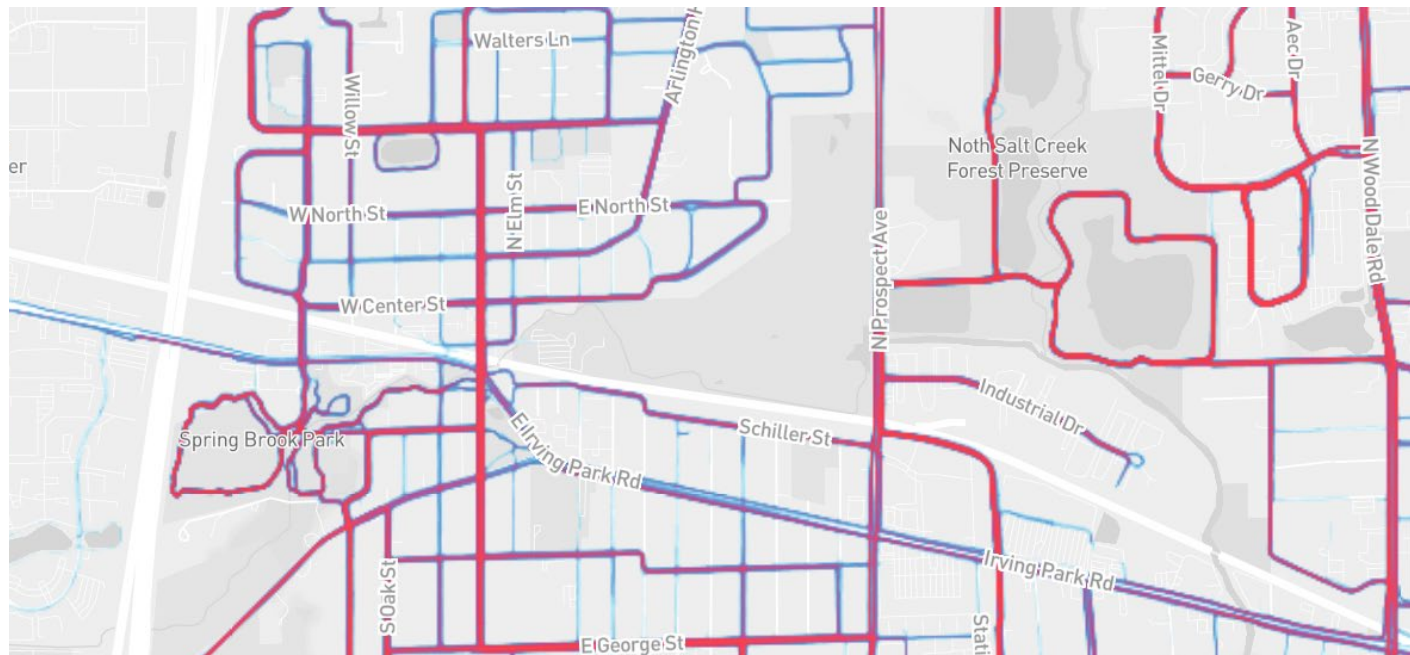 Walters Ln
Arlington H
Willow St
Mittel Dr
Aec Dr
Gerry Dr
er
Noth Salt Creek
Forest Preserve
N Wood Dale Rd
W North St
N Elm St
E North St
N Prospect Ave
W Center St
Industrial Dr
Spring Brook Park
E Irving Park Rd
Schiller St
Irving Park Rd
S Oak St
E George St
Stati